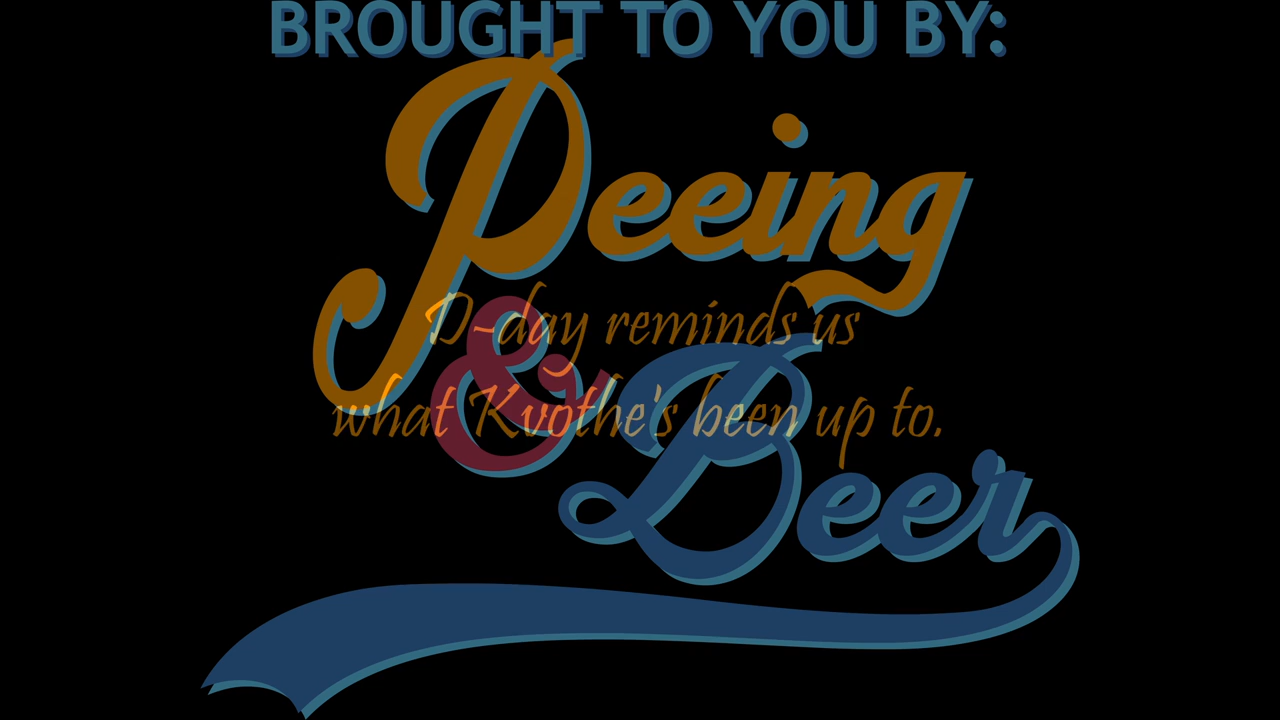 BROUGHT TO YOU BY:
Peeing
D-day reminds us
& Beer
what Kvothe's been up to.